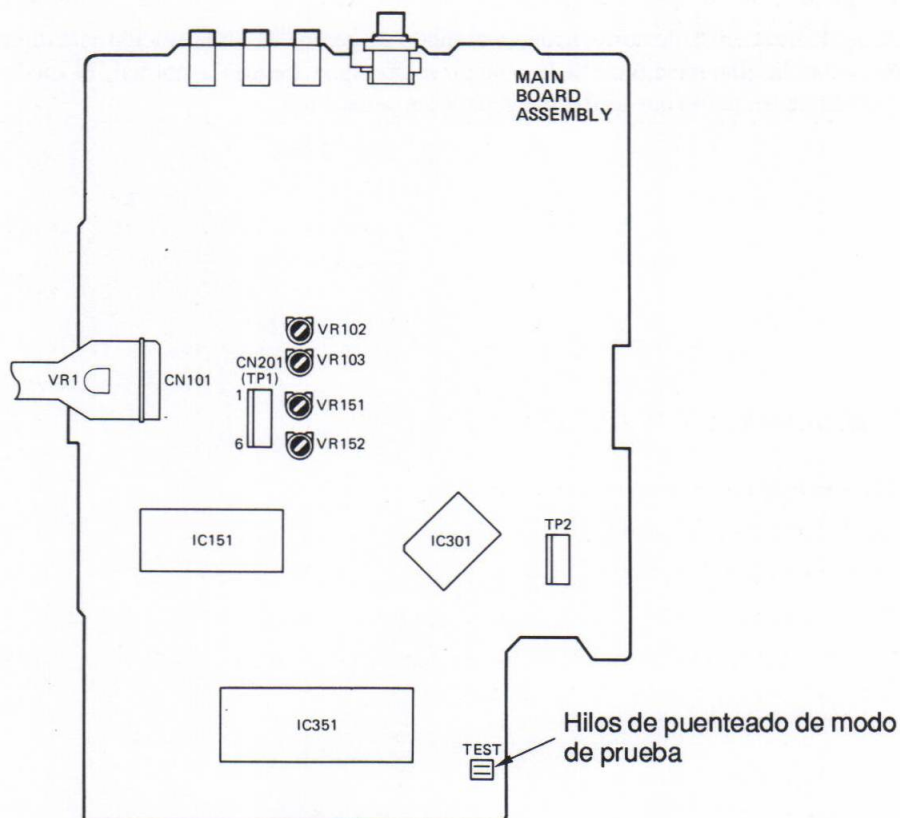 MAIN
BOARD
ASSEMBLY
VR102
VR103
CN201
(TP1)
VR1
CN101
1
VR151
6
VR152
IC151
IC301
TP2
IC351
TEST
Hilos de puenteado de modo
de prueba